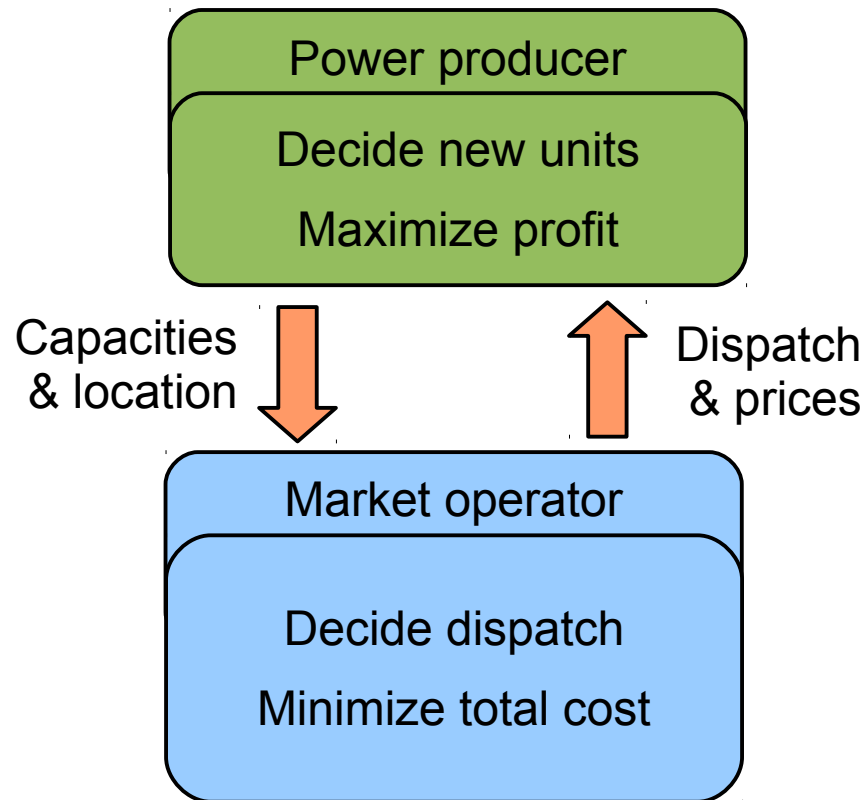 Power producer
Decide new units
Maximize profit
Capacities
& location
Dispatch
& prices
Market operator
Decide dispatch
Minimize total cost